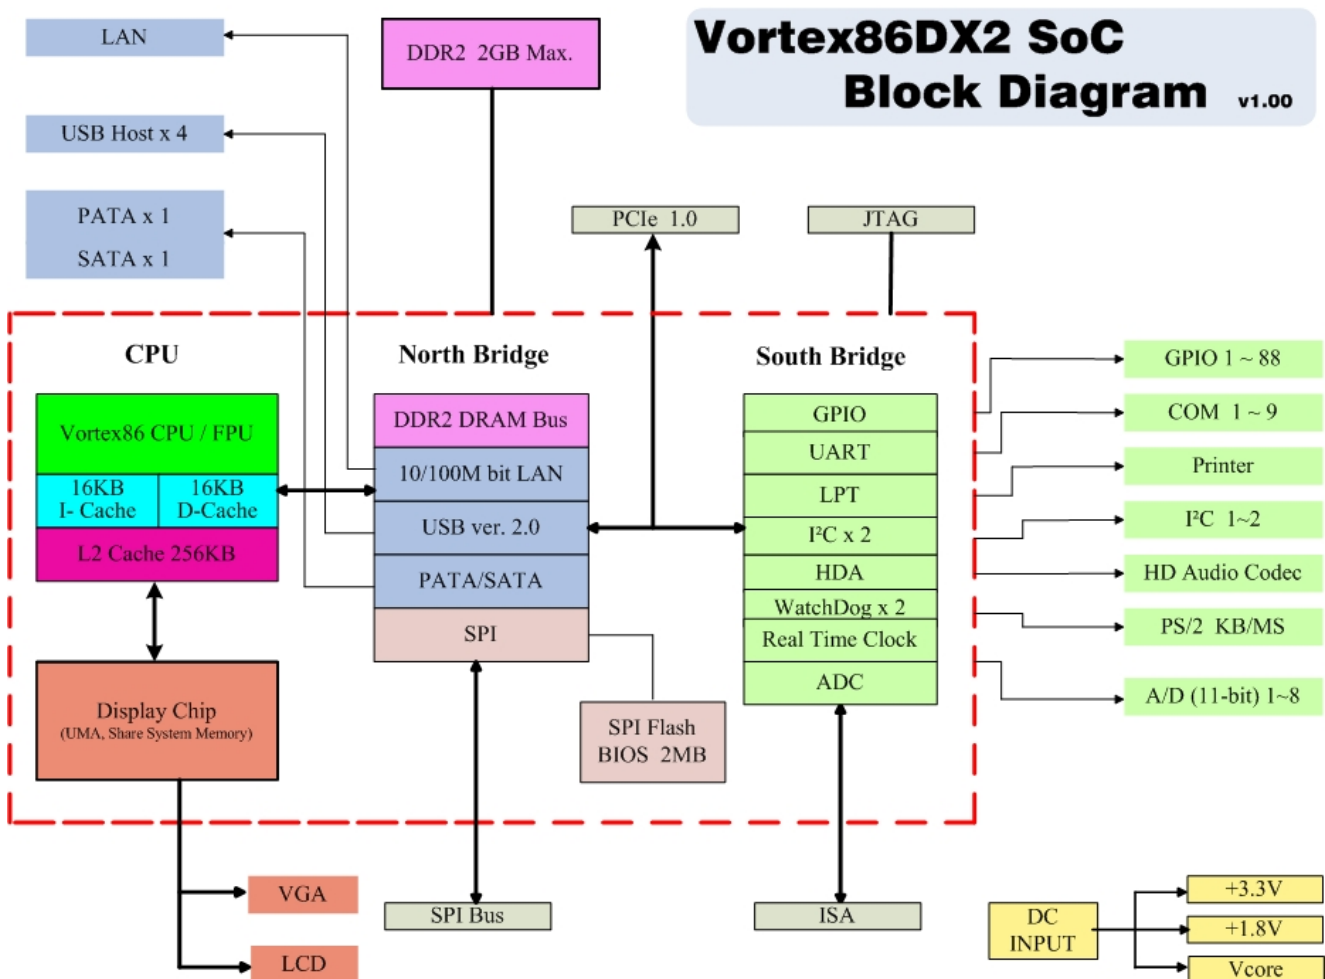 Vortex86DX2 SoC
Block Diagram v1.00
LAN
DDR2 2GB Max.
USB Host x 4
PATA x 1
SATA x 1
PCIe 1.0
JTAG
CPU
North Bridge
South Bridge
Vortex86 CPU / FPU
16KB
I- Cache
16KB
D-Cache
L2 Cache 256KB
Display Chip
(UMA, Share System Memory)
DDR2 DRAM Bus
10/100M bit LAN
USB ver. 2.0
PATA/SATA
SPI
SPI Flash
BIOS 2MB
GPIO
UART
LPT
I²C x 2
HDA
WatchDog x 2
Real Time Clock
ADC
GPIO 1 ~ 88
COM 1 ~ 9
Printer
I²C 1~2
HD Audio Codec
PS/2 KB/MS
A/D (11-bit) 1~8
VGA
LCD
SPI Bus
ISA
DC
INPUT
+3.3V
+1.8V
Vcore